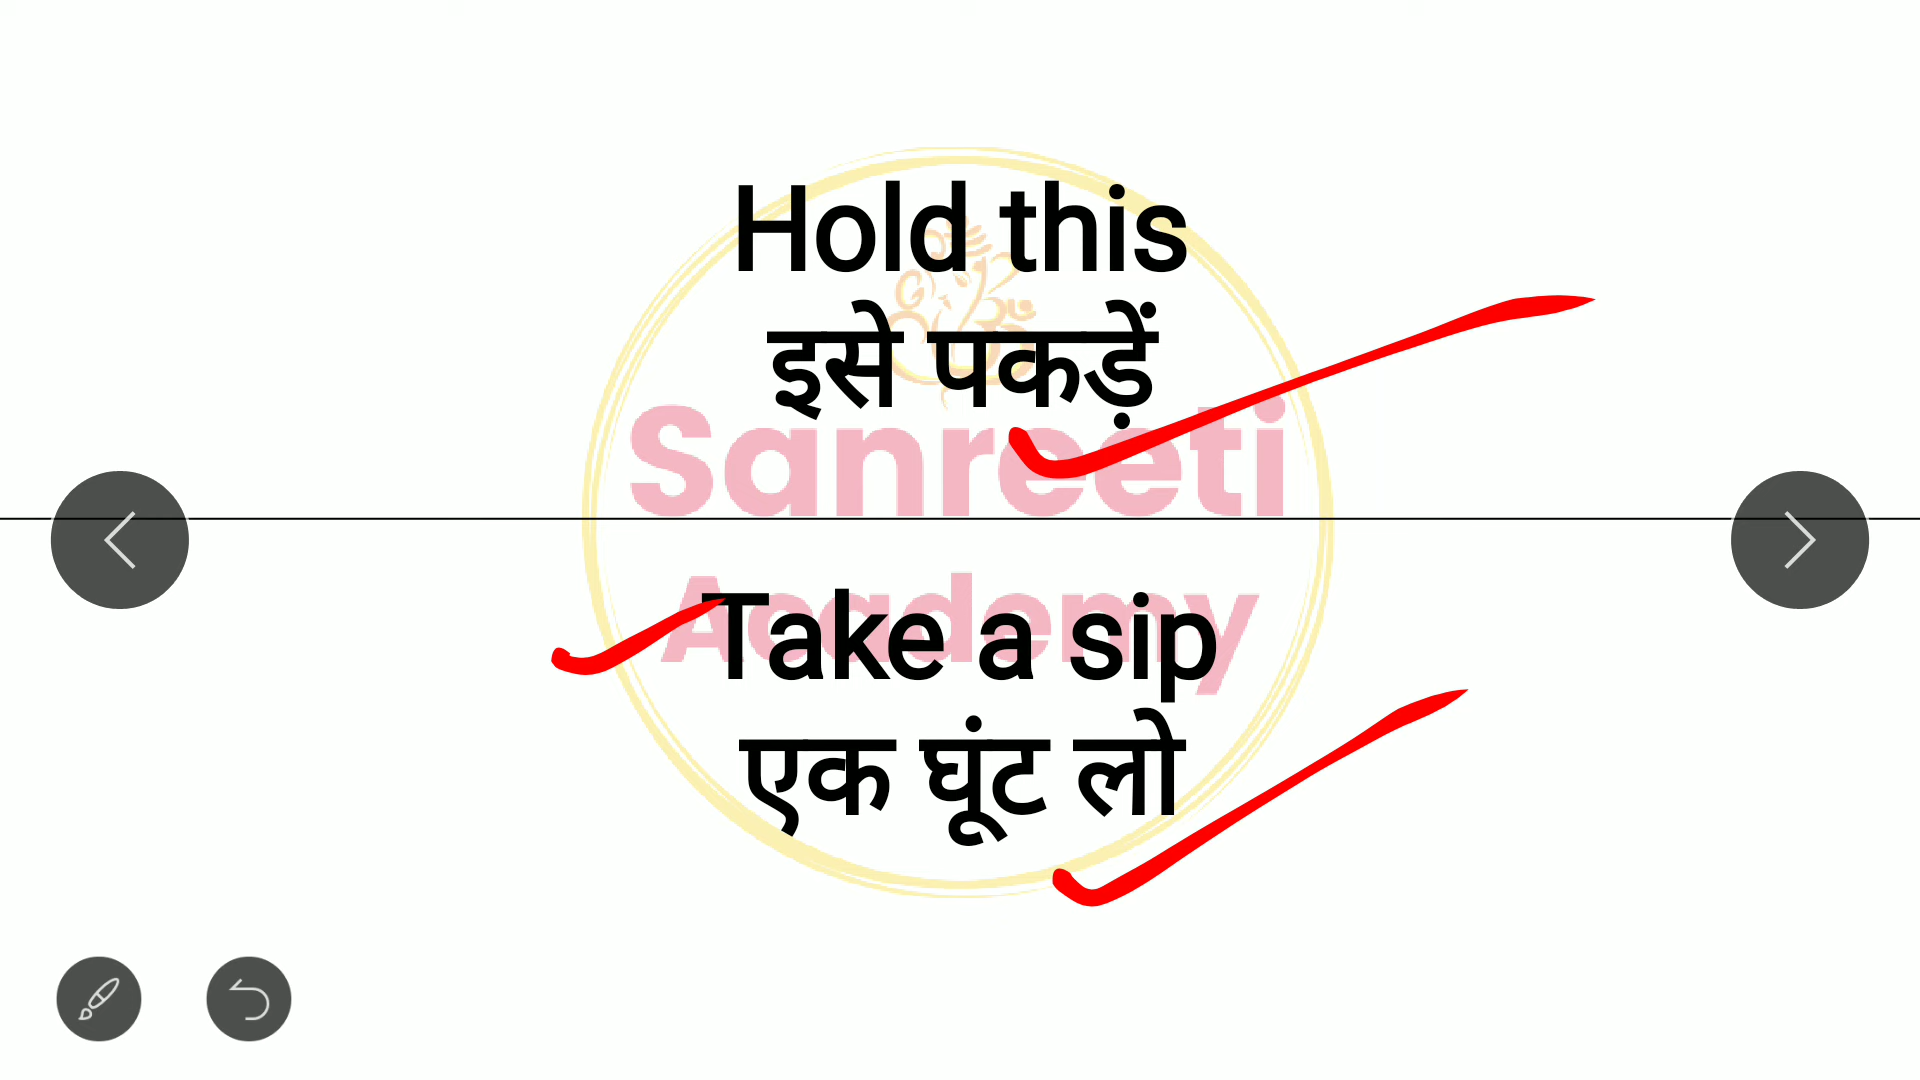 Hold this
इसे पकड़ें
Sanreeti
Academy
Take a sip
एक घूंट लो